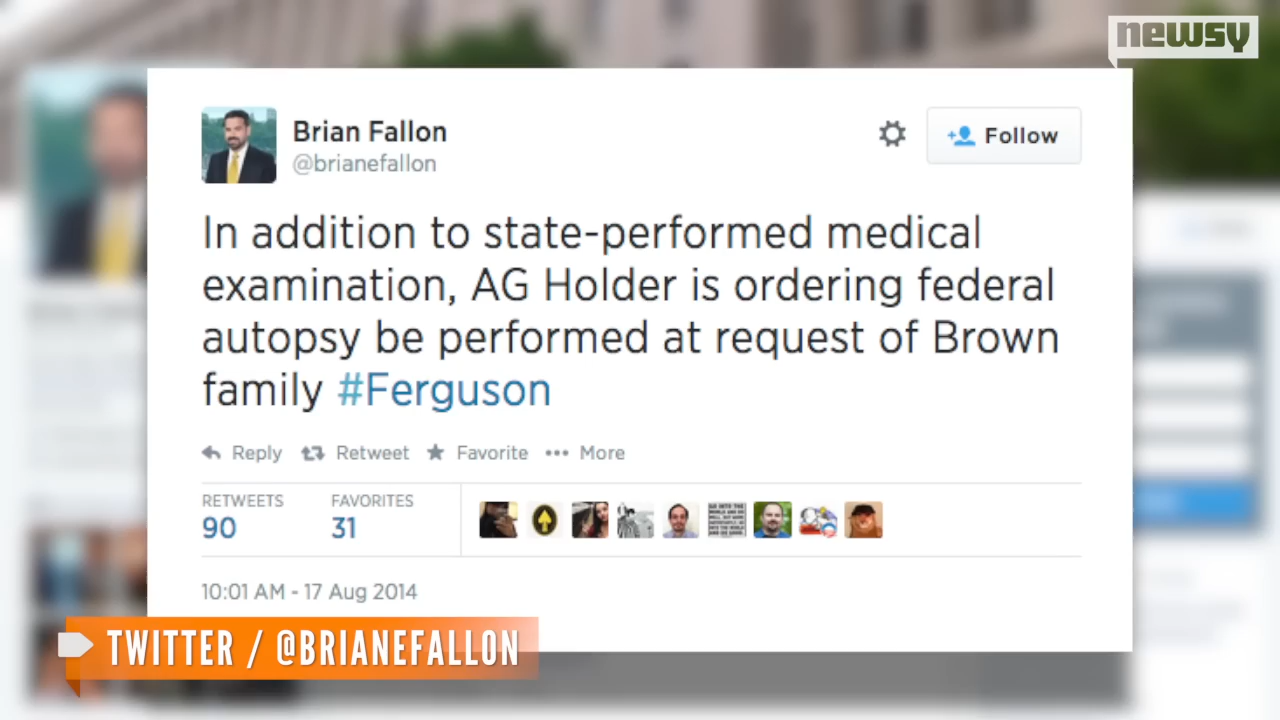 newsy
Brian Fallon
@brianefallon
Follow
In addition to state-performed medical
examination, AG Holder is ordering federal
autopsy be performed at request of Brown
family #Ferguson
Reply Retweet Favorite More
RETWEETS FAVORITES
90 31
10:01 AM - 17 Aug 2014
TWITTER / @BRIANEFALLON